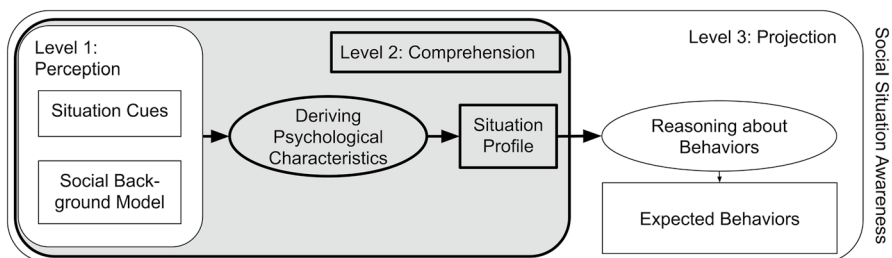 Level 1:
Perception
Situation Cues
Social Back-
ground Model
Level 2: Comprehension
Deriving
Psychological
Characteristics
Situation
Profile
Level 3: Projection
Reasoning about
Behaviors
Expected Behaviors
Social Situation Awareness